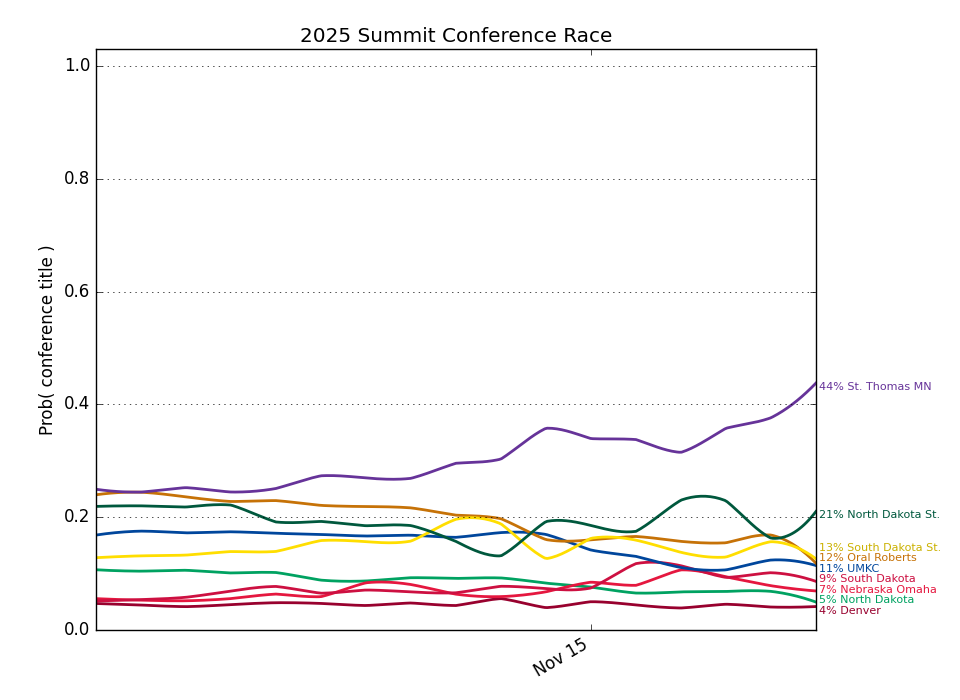 2025 Summit Conference Race
Prob( conference title )
1.0
0.8
0.6
0.4
0.2
0.0
Nov 15
44% St. Thomas MN
21% North Dakota St.
13% South Dakota St.
12% Oral Roberts
11% UMKC
9% South Dakota
7% Nebraska Omaha
5% North Dakota
4% Denver